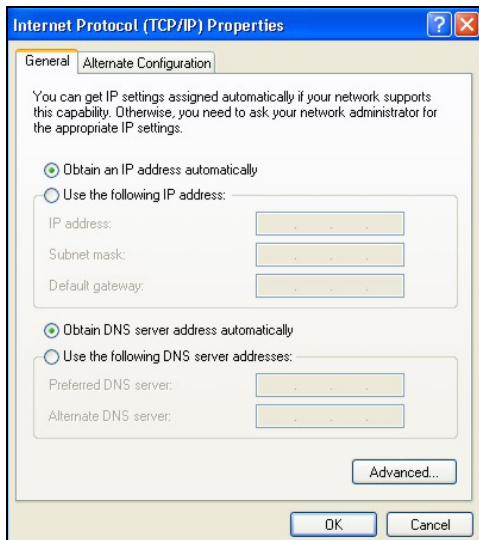 Internet Protocol (TCP/IP) Properties
General
Alternate Configuration
You can get IP settings assigned automatically if your network supports
this capability. Otherwise, you need to ask your network administrator for
the appropriate IP settings.
Obtain an IP address automatically
Use the following IP address:
IP address:
Subnet mask:
Default gateway:
Obtain DNS server address automatically
Use the following DNS server addresses:
Preferred DNS server:
Alternate DNS server:
Advanced...
OK
Cancel